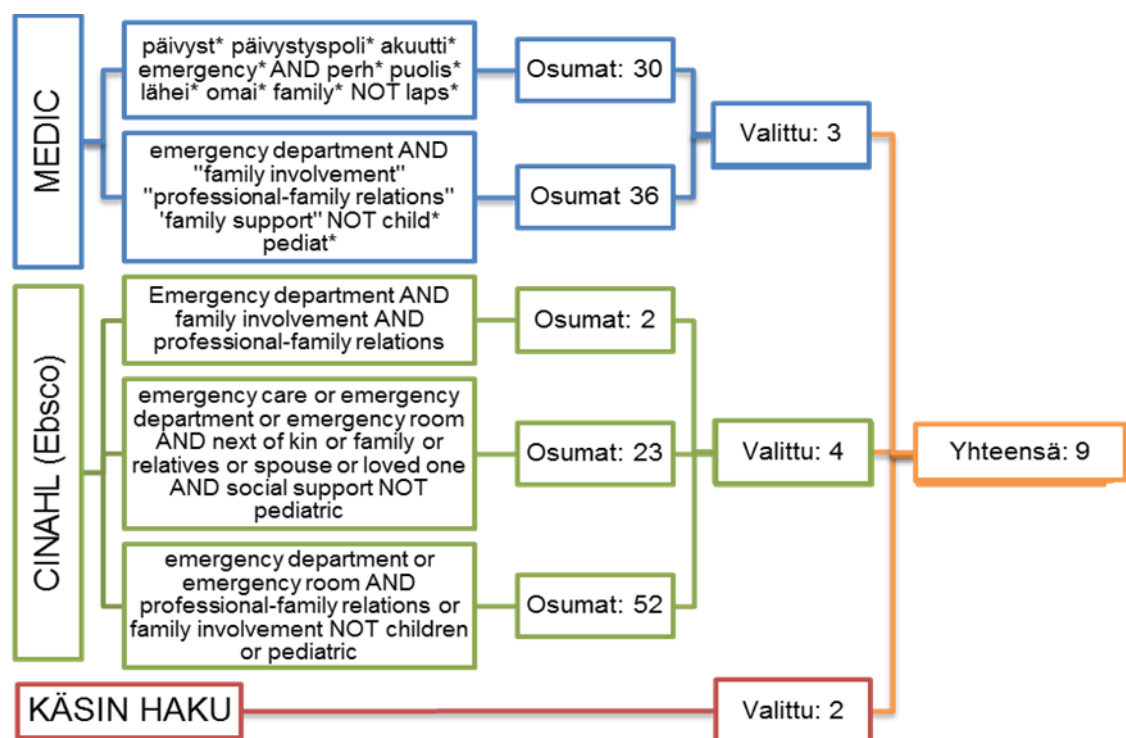 MEDIC
päivyst* päivystyspoli* akuutti*
emergency* AND perh* puolis*
lähei* omai* family* NOT laps*
Osumat: 30
emergency department AND
"family involvement"
"professional-family relations"
'family support" NOT child*
pediat*
Osumat 36
Valittu: 3
CINAHL (Ebsco)
Emergency department AND
family involvement AND
professional-family relations
Osumat: 2
emergency care or emergency
department or emergency room
AND next of kin or family or
relatives or spouse or loved one
AND social support NOT
pediatric
Osumat: 23
emergency department or
emergency room AND
professional-family relations or
family involvement NOT children
or pediatric
Osumat: 52
Valittu: 4
Yhteensä: 9
KÄSIN HAKU
Valittu: 2